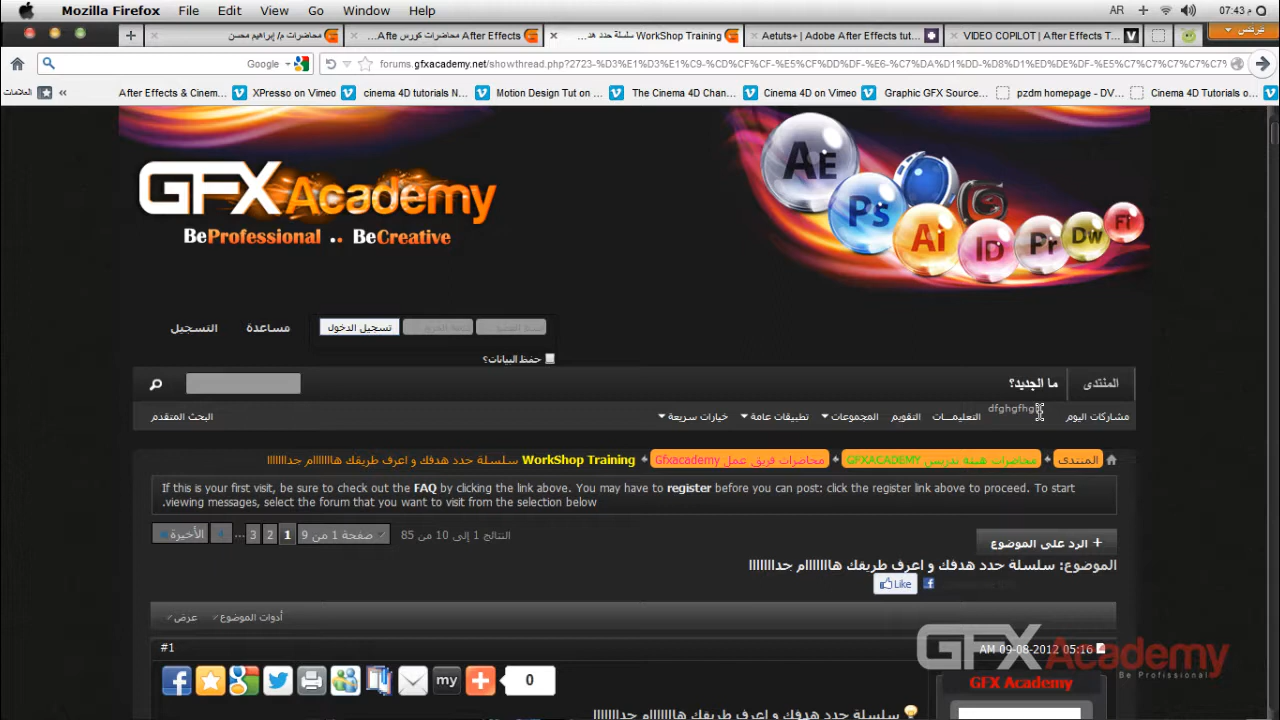 Mozilla Firefox File Edit View Go Window Help AR 07:43 م
محاضرات م/ إبراهيم محسن
After Effects محاضرات كورس Afte...
WorkShop Training سلسلة حدد هد...
Aetuts+ | Adobe After Effects tut...
VIDEO COPILOT | After Effects T...
Google
forums.gfxacademy.net/showthread.php?2723-%D3%E1%D3%E1%C9-%CD%CF%CF-%E5%CF%DD%DF-%E6-%C7%DA%D1%DD-%D8%D1%ED%DE%DF-%E5%C7%C7%C7%C7%
العلامات
After Effects & Cinem...
XPresso on Vimeo
cinema 4D tutorials N...
Motion Design Tut on ...
The Cinema 4D Chan...
Cinema 4D on Vimeo
Graphic GFX Source...
pzdm homepage - DV...
Cinema 4D Tutorials o...
GFXAcademy
BeProfessional .. BeCreative
AE Ps Ai ID Pr Dw Fl
تسجيل الدخول
مساعدة
التسجيل
حفظ البيانات؟
المنتدى
ما الجديد؟
مشاركات اليوم
التعليمـــات
التقويم
المجموعات
تطبيقات عامة
خيارات سريعة
البحث المتقدم
المنتدى
محاضرات هيئة تدريس GFXACADEMY
محاضرات فريق عمل Gfxacademy
WorkShop Training سلسلة حدد هدفك و اعرف طريقك هااااااام جدااااااا
If this is your first visit, be sure to check out the FAQ by clicking the link above. You may have to register before you can post: click the register link above to proceed. To start
viewing messages, select the forum that you want to visit from the selection below.
النتائج 1 إلى 10 من 85
صفحة 1 من 9 1 2 3 ... الأخيرة
+ الرد على الموضوع
الموضوع: سلسلة حدد هدفك و اعرف طريقك هااااااام جدااااااا
Like
أدوات الموضوع
عرض
#1
09-08-2012 05:16 AM
my
0
GFX Academy
Be Profissional
GFX Academy
سلسلة حدد هدفك و اعرف طريقك هااااااام جدااااااا